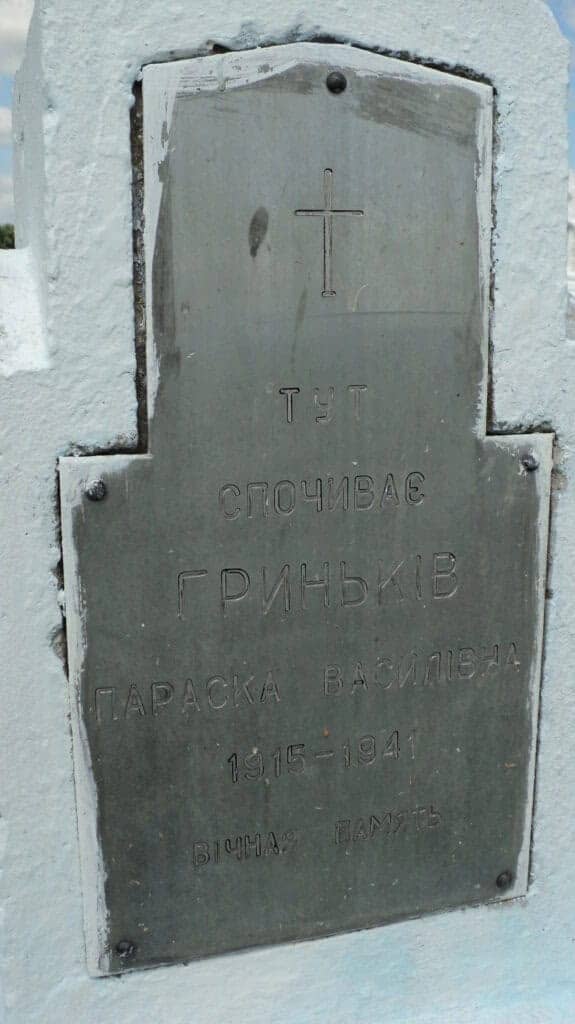 ТУТ
СПОЧИВАЄ
ГРИНЬКІВ
ПАРАСКА ВАСИЛІВНА
1915-1941
ВІЧНАЯ ПАМЯТЬ